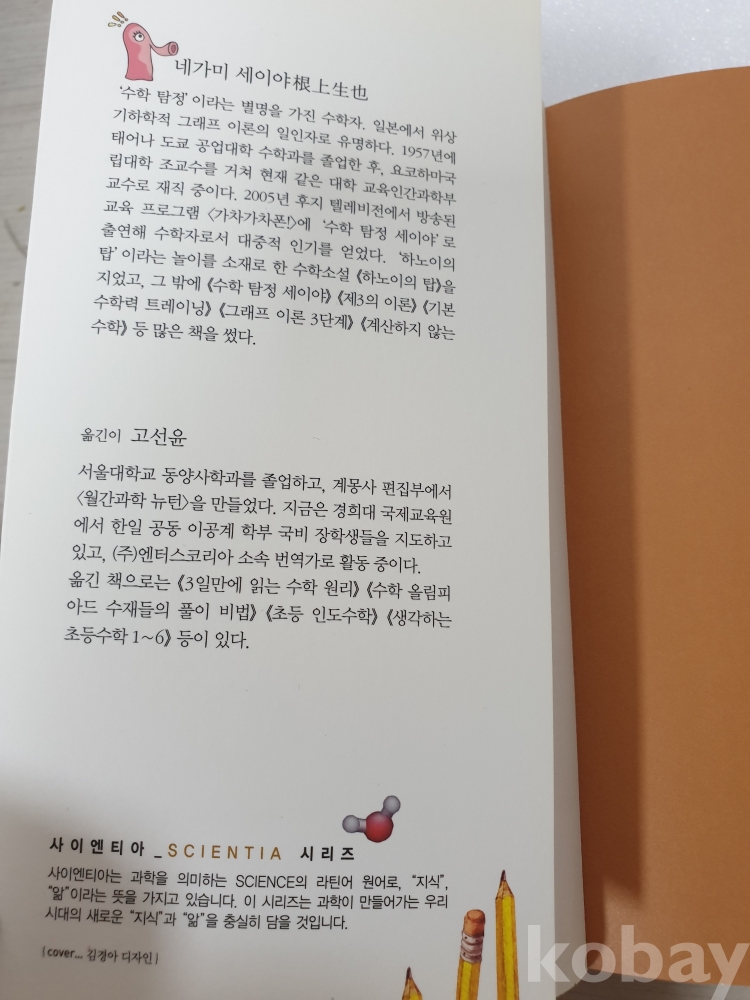 네가미 세이야根上生也
‘수학 탐정’이라는 별명을 가진 수학자. 일본에서 위상
기하학적 그래프 이론의 일인자로 유명하다. 1957년에
태어나 도쿄 공업대학 수학과를 졸업한 후, 요코하마국
립대학 조교수를 거쳐 현재 같은 대학 교육인간과학부
교수로 재직 중이다. 2005년 후지 텔레비전에서 방송된
교육 프로그램 〈가차가차폰!〉에 ‘수학 탐정 세이야’로
출연해 수학자로서 대중적 인기를 얻었다. ‘하노이의
탑’이라는 놀이를 소재로 한 수학소설 《하노이의 탑》을
지었고, 그 밖에 《수학 탐정 세이야》 《제3의 이론》 《기본
수학력 트레이닝》 《그래프 이론 3단계》 《계산하지 않는
수학》 등 많은 책을 썼다.
옮긴이 고선윤
서울대학교 동양사학과를 졸업하고, 계몽사 편집부에서
〈월간과학 뉴턴〉을 만들었다. 지금은 경희대 국제교육원
에서 한일 공동 이공계 학부 국비 장학생들을 지도하고
있고, (주)엔터스코리아 소속 번역가로 활동 중이다.
옮긴 책으로는 《3일만에 읽는 수학 원리》 《수학 올림피
아드 수재들의 풀이 비법》 《초등 인도수학》 《생각하는
초등수학 1~6》 등이 있다.
사이엔티아 _ SCIENTIA 시리즈
사이엔티아는 과학을 의미하는 SCIENCE의 라틴어 원어로, “지식”,
“앎”이라는 뜻을 가지고 있습니다. 이 시리즈는 과학이 만들어가는 우리
시대의 새로운 “지식”과 “앎”을 충실히 담을 것입니다.
| cover... 김경아 디자인 |
kobay